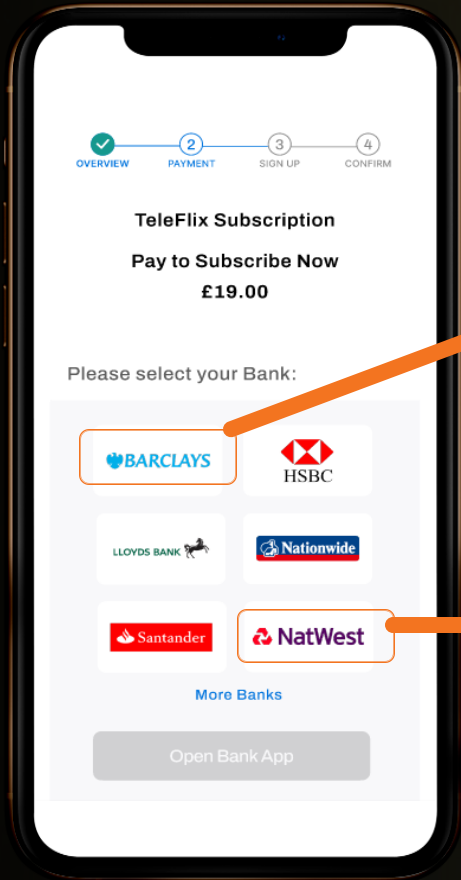 2 3 4
OVERVIEW PAYMENT SIGN UP CONFIRM
TeleFlix Subscription
Pay to Subscribe Now
£19.00
Please select your Bank:
BARCLAYS HSBC
LLOYDS BANK Nationwide
Santander NatWest
More Banks
Open Bank App